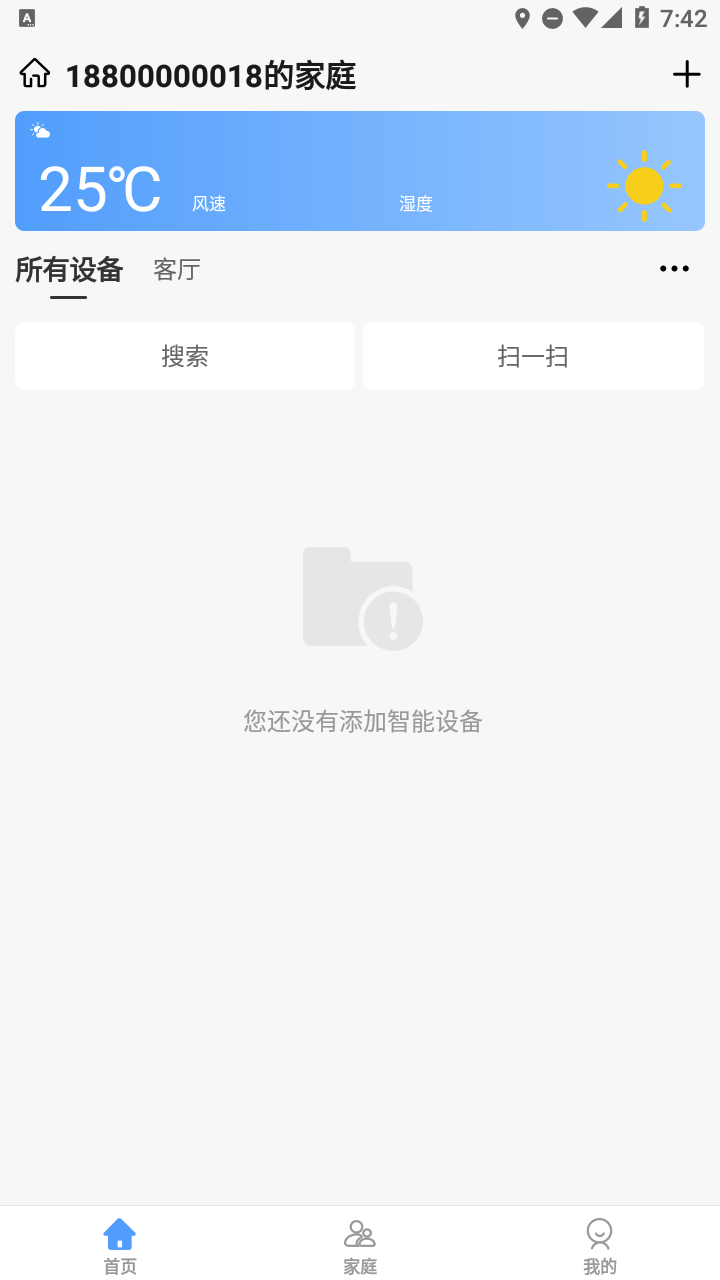 7:42
18800000018的家庭
25℃
风速
湿度
所有设备
客厅
搜索
扫一扫
您还没有添加智能设备
首页
家庭
我的